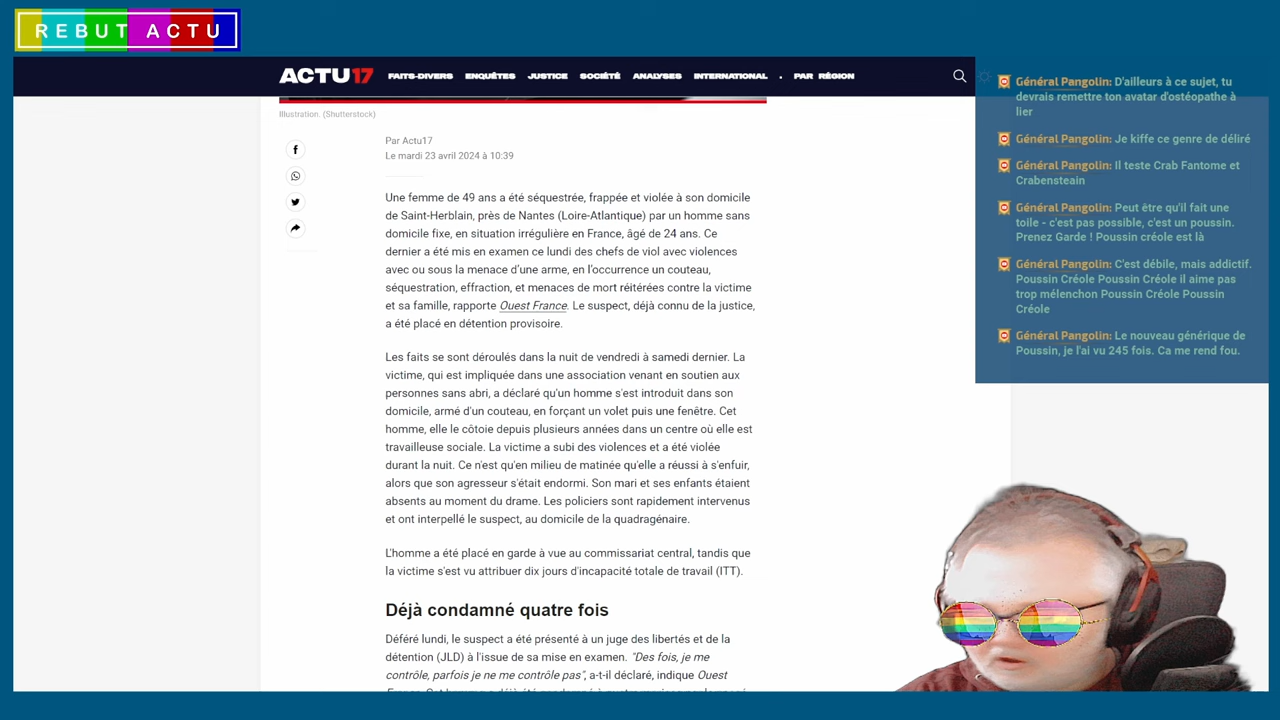 REBUT ACTU
ACTU17 FAITS-DIVERS ENQUÊTES JUSTICE SOCIÉTÉ ANALYSES INTERNATIONAL . PAR RÉGION
Illustration. (Shutterstock)
Par Actu17
Le mardi 23 avril 2024 à 10:39
Une femme de 49 ans a été séquestrée, frappée et violée à son domicile
de Saint-Herblain, près de Nantes (Loire-Atlantique) par un homme sans
domicile fixe, en situation irrégulière en France, âgé de 24 ans. Ce
dernier a été mis en examen ce lundi des chefs de viol avec violences
avec ou sous la menace d'une arme, en l'occurrence un couteau,
séquestration, effraction, et menaces de mort réitérées contre la victime
et sa famille, rapporte Ouest France. Le suspect, déjà connu de la justice,
a été placé en détention provisoire.
Les faits se sont déroulés dans la nuit de vendredi à samedi dernier. La
victime, qui est impliquée dans une association venant en soutien aux
personnes sans abri, a déclaré qu'un homme s'est introduit dans son
domicile, armé d'un couteau, en forçant un volet puis une fenêtre. Cet
homme, elle le côtoie depuis plusieurs années dans un centre où elle est
travailleuse sociale. La victime a subi des violences et a été violée
durant la nuit. Ce n'est qu'en milieu de matinée qu'elle a réussi à s'enfuir,
alors que son agresseur s'était endormi. Son mari et ses enfants étaient
absents au moment du drame. Les policiers sont rapidement intervenus
et ont interpellé le suspect, au domicile de la quadragénaire.
L'homme a été placé en garde à vue au commissariat central, tandis que
la victime s'est vu attribuer dix jours d'incapacité totale de travail (ITT).
Déjà condamné quatre fois
Déféré lundi, le suspect a été présenté à un juge des libertés et de la
détention (JLD) à l'issue de sa mise en examen. "Des fois, je me
contrôle, parfois je ne me contrôle pas", a-t-il déclaré, indique Ouest
Général Pangolin: D'ailleurs à ce sujet, tu
devrais remettre ton avatar d'ostéopathe à
lier
Général Pangolin: Je kiffe ce genre de déliré
Général Pangolin: Il teste Crab Fantome et
Crabensteain
Général Pangolin: Peut être qu'il fait une
toile - c'est pas possible, c'est un poussin.
Prenez Garde ! Poussin créole est là
Général Pangolin: C'est débile, mais addictif.
Poussin Créole Poussin Créole il aime pas
trop mélenchon Poussin Créole Poussin
Créole
Général Pangolin: Le nouveau générique de
Poussin, je l'ai vu 245 fois. Ca me rend fou.